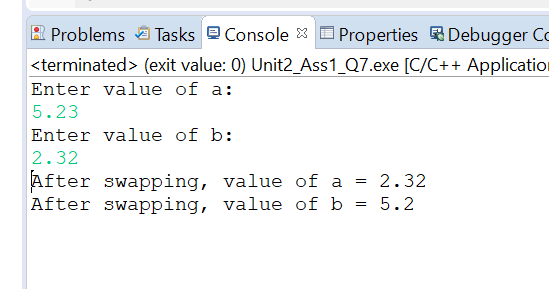 Problems Tasks Console Properties Debugger Co
<terminated> (exit value: 0) Unit2_Ass1_Q7.exe [C/C++ Application
Enter value of a:
5.23
Enter value of b:
2.32
After swapping, value of a = 2.32
After swapping, value of b = 5.2